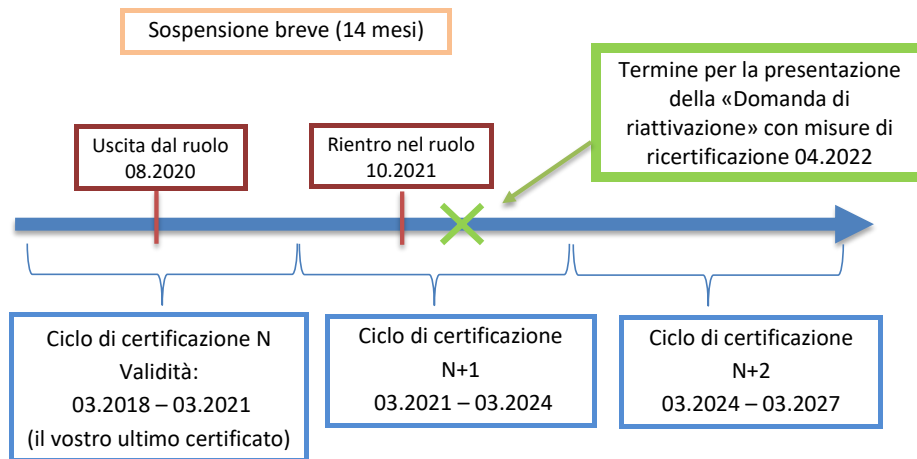 Sospensione breve (14 mesi)
Termine per la presentazione
della «Domanda di
riattivazione» con misure di
ricertificazione 04.2022
Uscita dal ruolo
08.2020
Rientro nel ruolo
10.2021
Ciclo di certificazione N
Validità:
03.2018 – 03.2021
(il vostro ultimo certificato)
Ciclo di certificazione
N+1
03.2021 – 03.2024
Ciclo di certificazione
N+2
03.2024 – 03.2027